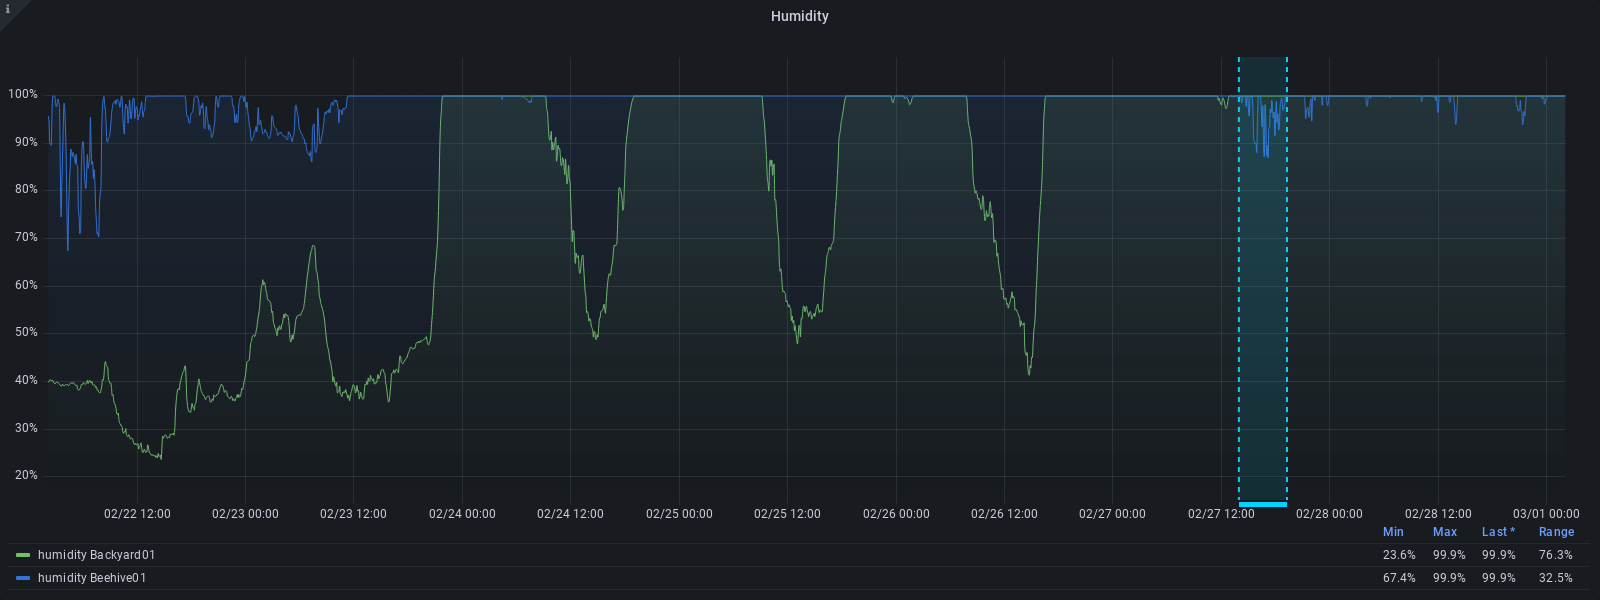 i
Humidity
100%
90%
80%
70%
60%
50%
40%
30%
20%
02/22 12:00 02/23 00:00 02/23 12:00 02/24 00:00 02/24 12:00 02/25 00:00 02/25 12:00 02/26 00:00 02/26 12:00 02/27 00:00 02/27 12:00 02/28 00:00 02/28 12:00 03/01 00:00
Min Max Last * Range
humidity Backyard01 23.6% 99.9% 99.9% 76.3%
humidity Beehive01 67.4% 99.9% 99.9% 32.5%